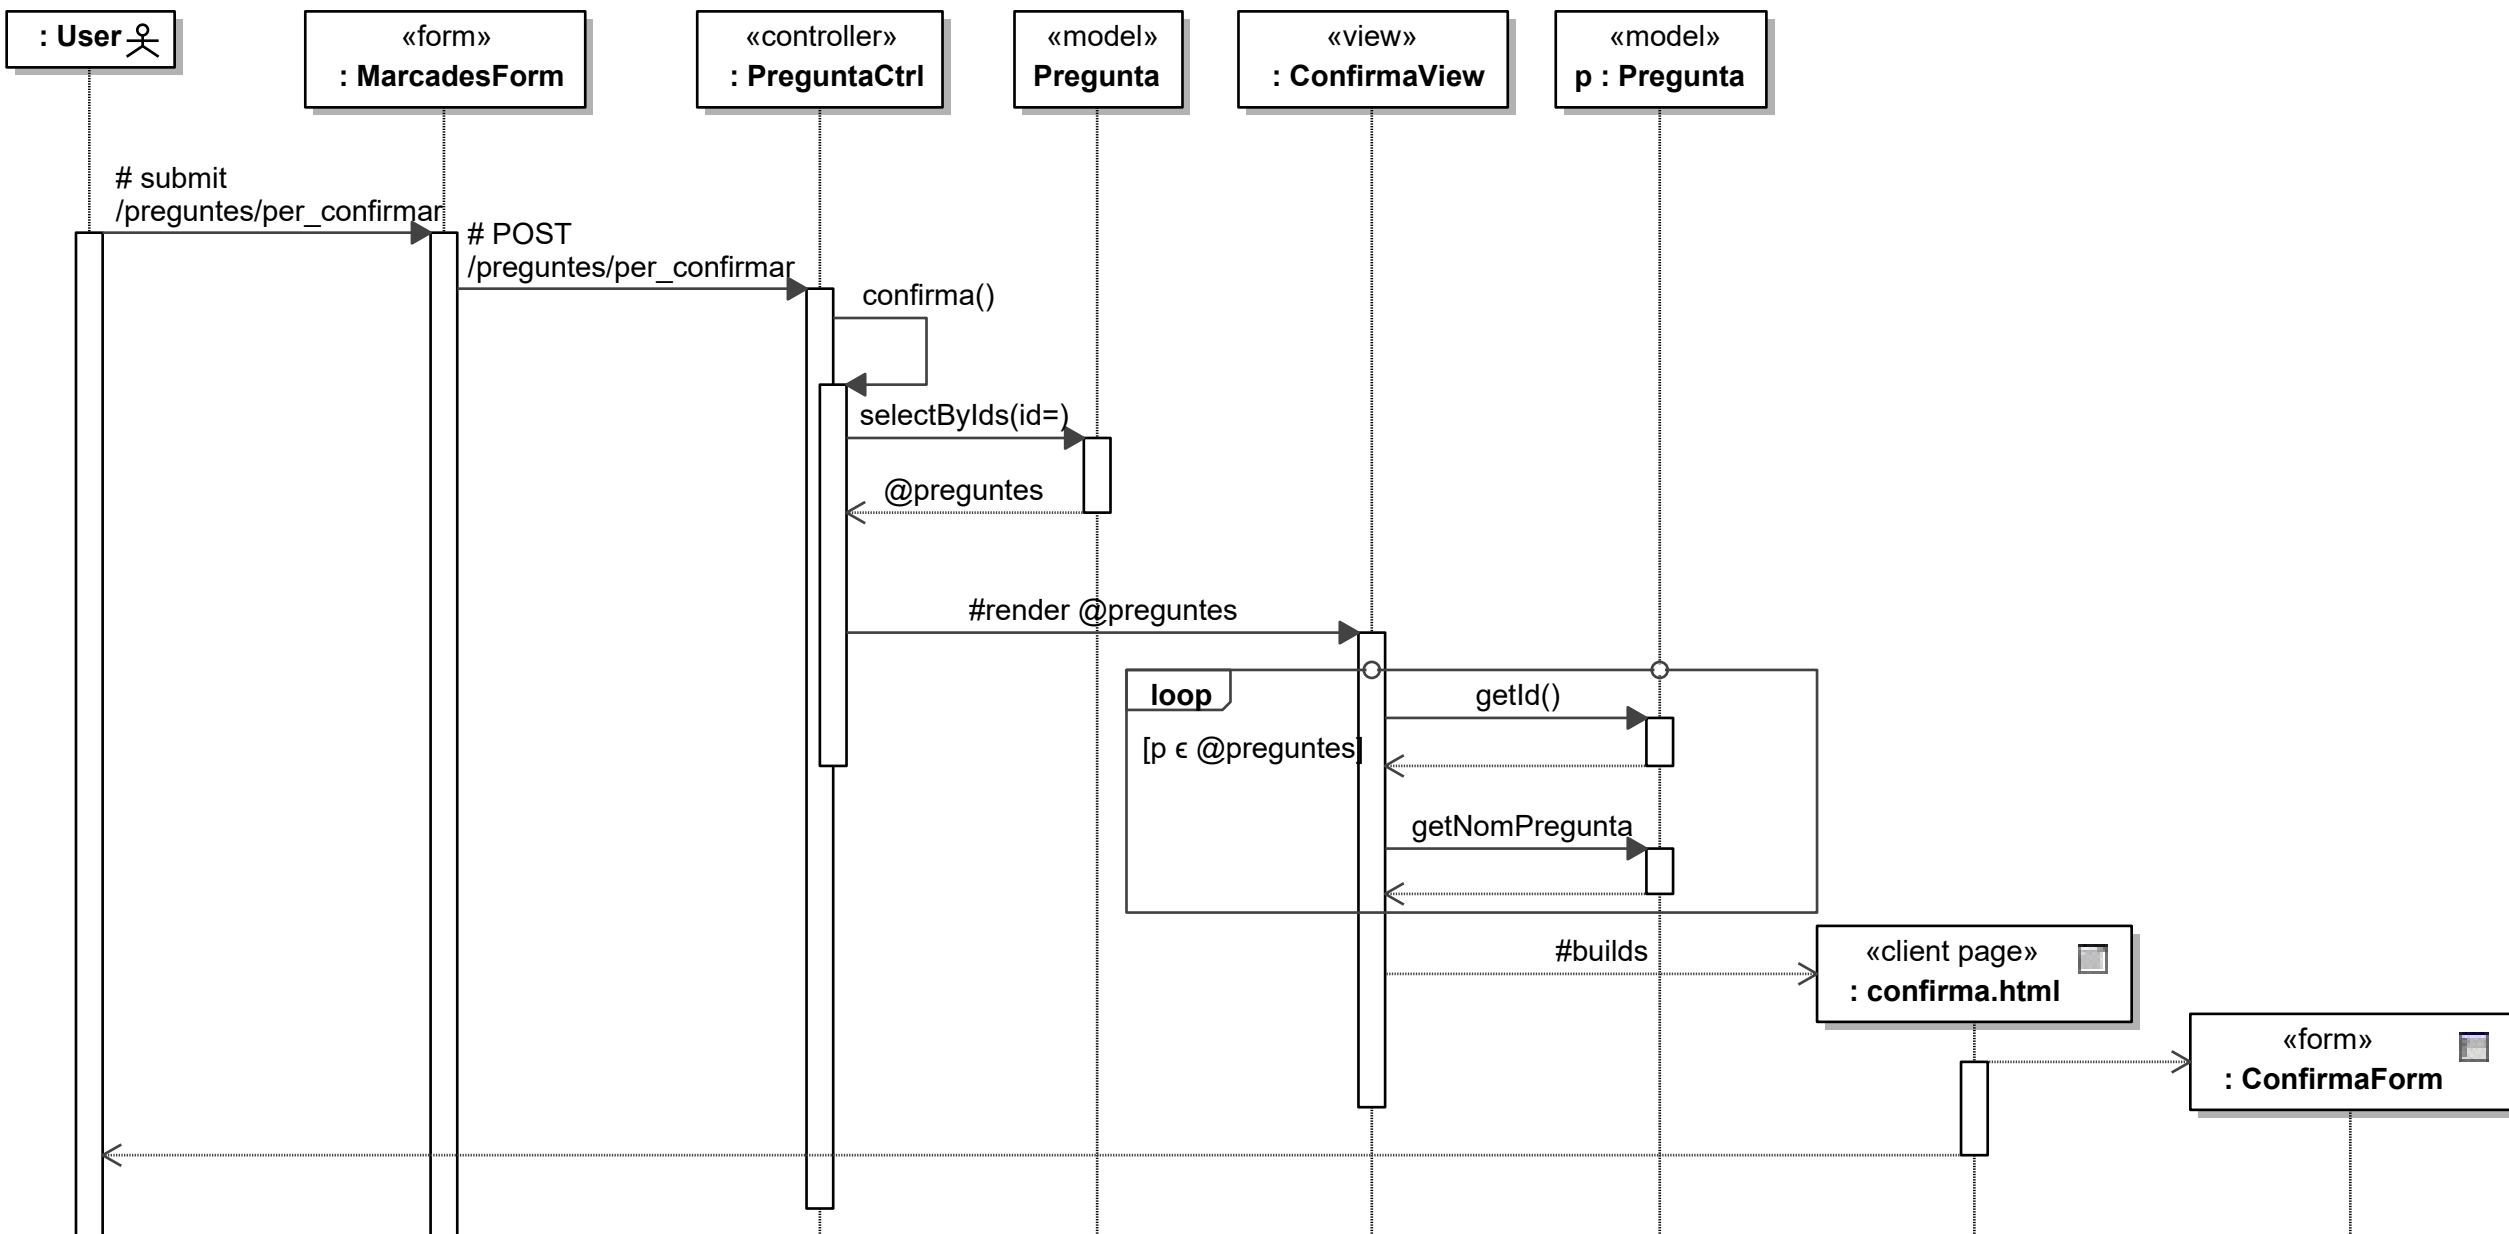 : User
«form»
: MarcadesForm
«controller»
: PreguntaCtrl
«model»
Pregunta
«view»
: ConfirmaView
«model»
p : Pregunta
# submit
/preguntes/per_confirmar
# POST
/preguntes/per_confirmar
confirma()
selectByIds(id=)
@preguntes
#render @preguntes
loop
getId()
[p ϵ @preguntes]
getNomPregunta
#builds
«client page»
: confirma.html
«form»
: ConfirmaForm